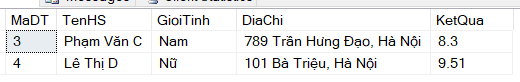 MaDT TenHS GioiTinh DiaChi KetQua
3 Phạm Văn C Nam 789 Trần Hưng Đạo, Hà Nội 8.3
4 Lê Thị D Nữ 101 Bà Triệu, Hà Nội 9.51